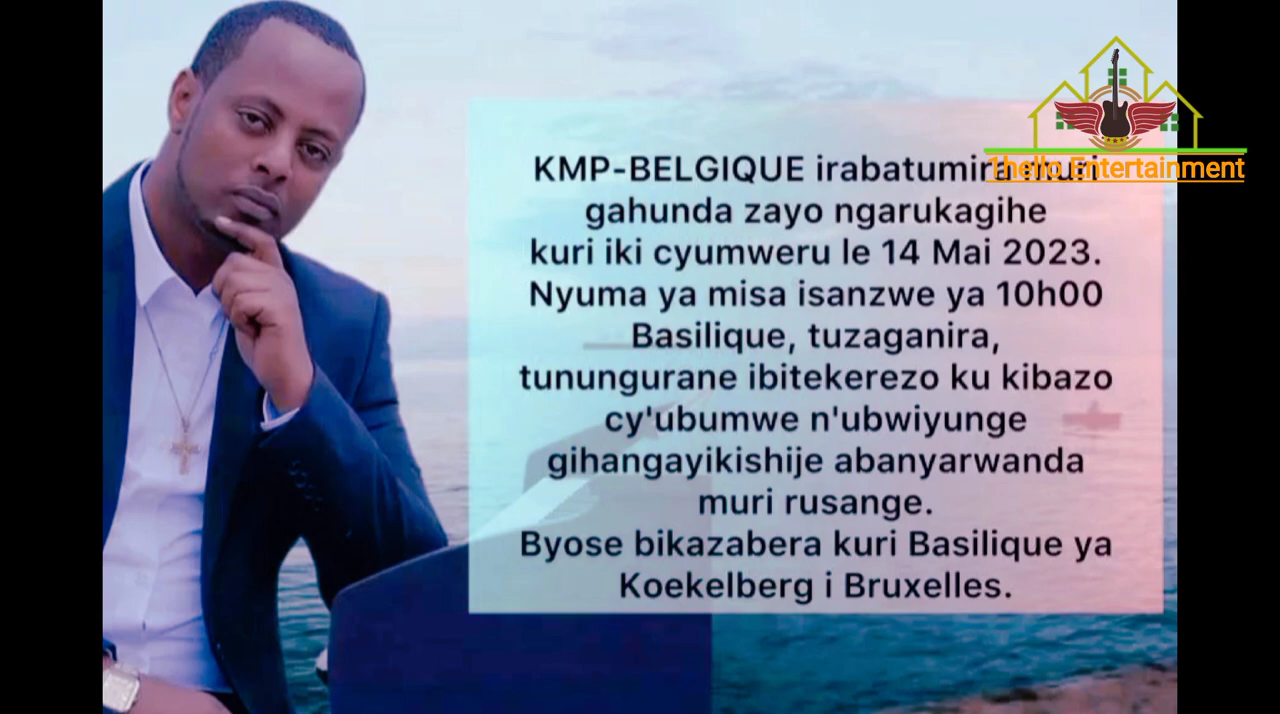 KMP-BELGIQUE irabatumira muri
gahunda zayo ngarukagihe
kuri iki cyumweru le 14 Mai 2023.
Nyuma ya misa isanzwe ya 10h00
Basilique, tuzaganira,
tunungurane ibitekerezo ku kibazo
cy'ubumwe n'ubwiyunge
gihangayikishije abanyarwanda
muri rusange.
Byose bikazabera kuri Basilique ya
Koekelberg i Bruxelles.
1hello Entertainment